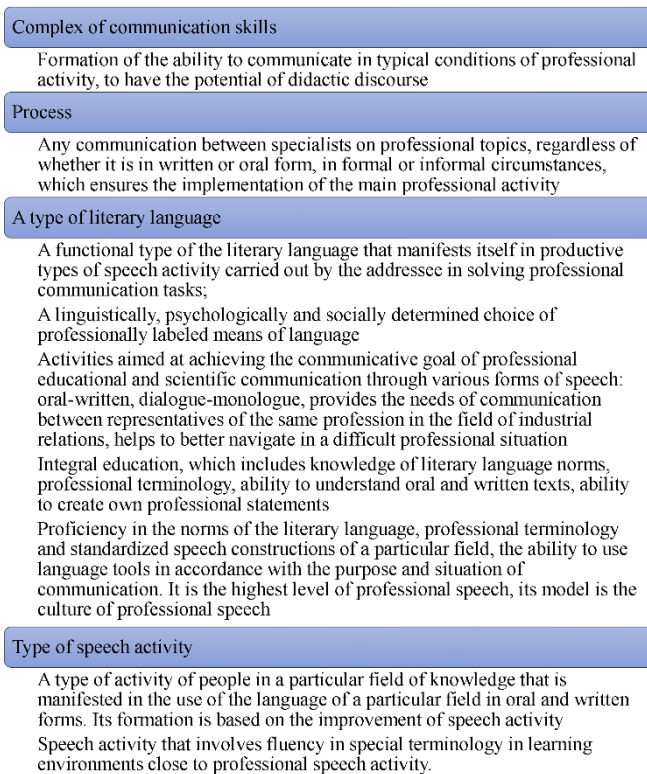 Complex of communication skills
Formation of the ability to communicate in typical conditions of professional
activity, to have the potential of didactic discourse
Process
Any communication between specialists on professional topics, regardless of
whether it is in written or oral form, in formal or informal circumstances,
which ensures the implementation of the main professional activity
A type of literary language
A functional type of the literary language that manifests itself in productive
types of speech activity carried out by the addressee in solving professional
communication tasks;
A linguistically, psychologically and socially determined choice of
professionally labeled means of language
Activities aimed at achieving the communicative goal of professional
educational and scientific communication through various forms of speech:
oral-written, dialogue-monologue, provides the needs of communication
between representatives of the same profession in the field of industrial
relations, helps to better navigate in a difficult professional situation
Integral education, which includes knowledge of literary language norms,
professional terminology, ability to understand oral and written texts, ability
to create own professional statements
Proficiency in the norms of the literary language, professional terminology
and standardized speech constructions of a particular field, the ability to use
language tools in accordance with the purpose and situation of
communication. It is the highest level of professional speech, its model is the
culture of professional speech
Type of speech activity
A type of activity of people in a particular field of knowledge that is
manifested in the use of the language of a particular field in oral and written
forms. Its formation is based on the improvement of speech activity
Speech activity that involves fluency in special terminology in learning
environments close to professional speech activity.